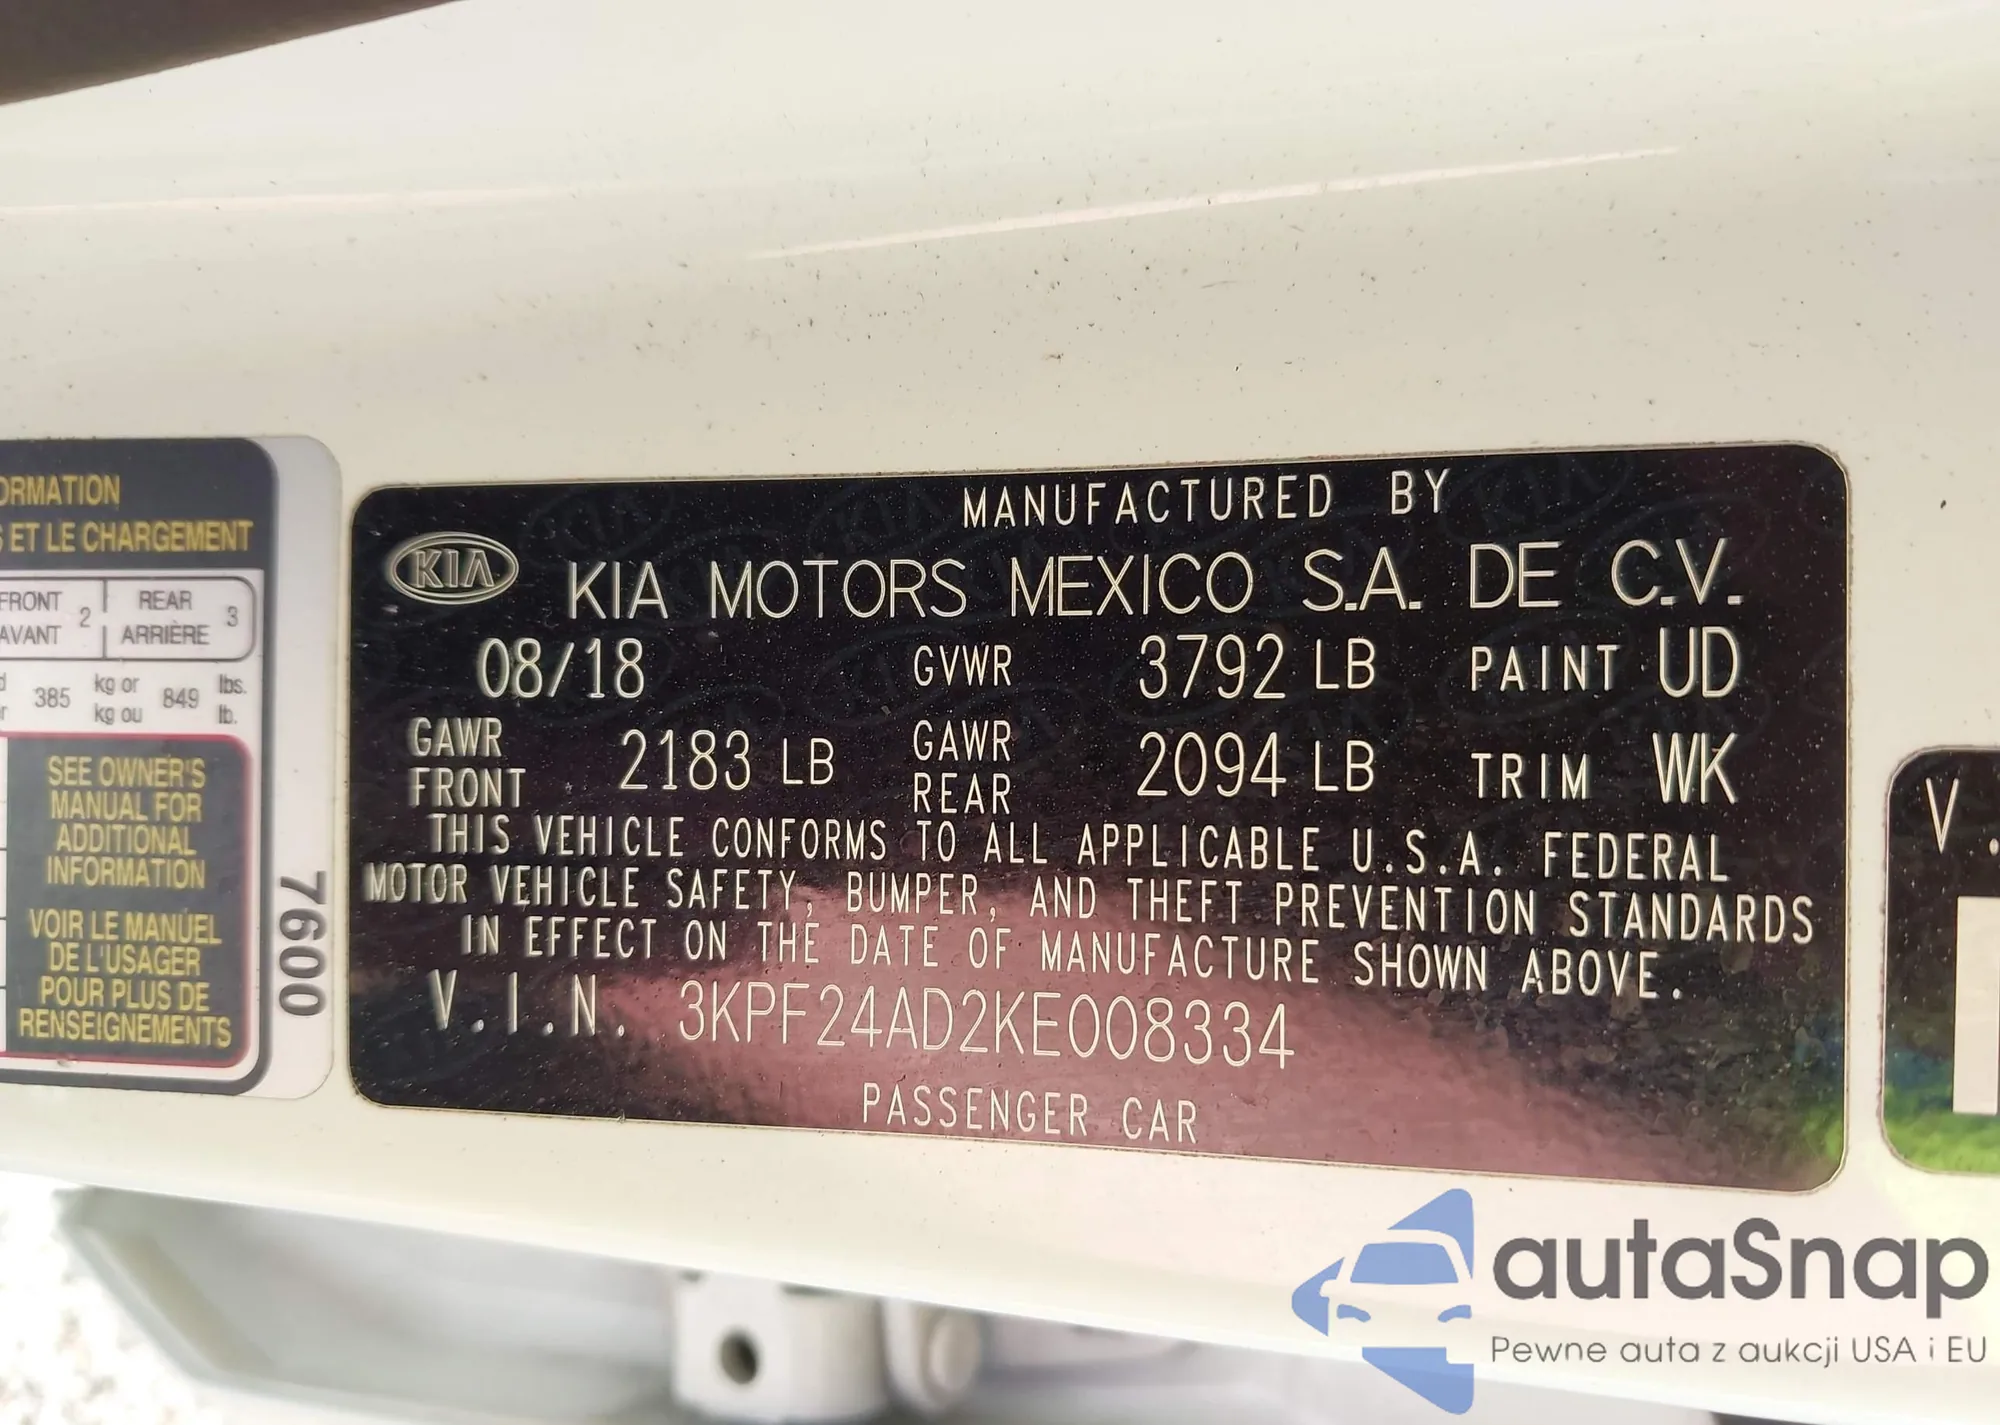 ORMATION
S ET LE CHARGEMENT
FRONT 2 REAR 3
AVANT ARRIÈRE
385 kg or 849 lbs.
kg ou lb.
SEE OWNER'S
MANUAL FOR
ADDITIONAL
INFORMATION
VOIR LE MANUEL
DE L'USAGER
POUR PLUS DE
RENSEIGNEMENTS
7600
MANUFACTURED BY
KIA KIA MOTORS MEXICO S.A. DE C.V.
08/18 GVWR 3792 LB PAINT UD
GAWR FRONT 2183 LB GAWR REAR 2094 LB TRIM WK
THIS VEHICLE CONFORMS TO ALL APPLICABLE U.S.A. FEDERAL
MOTOR VEHICLE SAFETY, BUMPER, AND THEFT PREVENTION STANDARDS
IN EFFECT ON THE DATE OF MANUFACTURE SHOWN ABOVE.
V.I.N. 3KPF24AD2KE008334
PASSENGER CAR
V.
autaSnap
Pewne auta z aukcji USA i EU